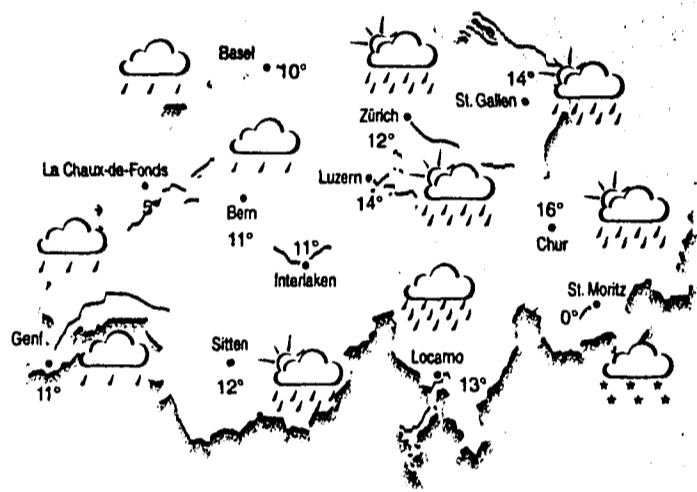 Basel
10°
14°
St. Gallen
Zürich
12°
La Chaux-de-Fonds
5°
Luzern
14°
Bern
11°
16°
Chur
11°
Interlaken
St. Moritz
0°
Genf
11°
Sitten
12°
Locarno
13°